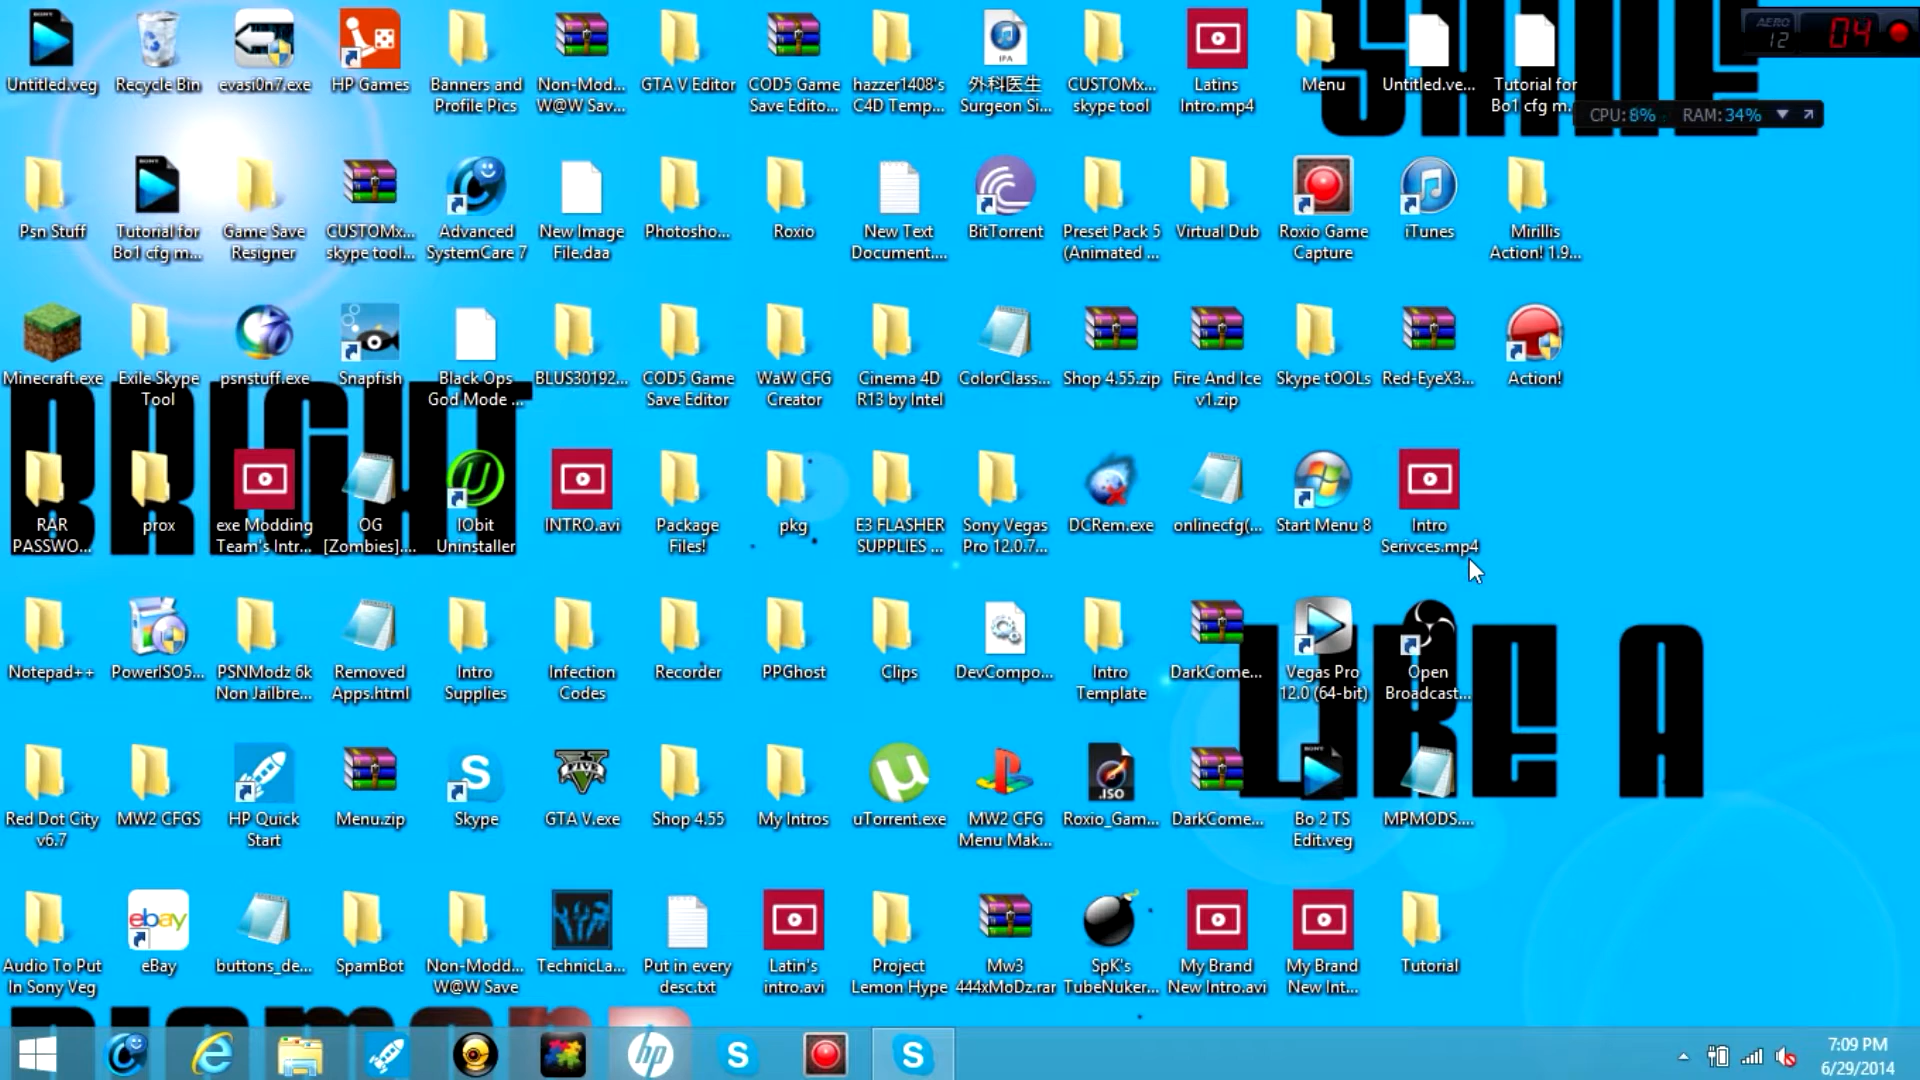 Untitled.veg
Recycle Bin
evasi0n7.exe
HP Games
Banners and
Profile Pics
Non-Mod...
W@W Sav...
GTA V Editor
COD5 Game
Save Edito...
hazzer1408's
C4D Temp...
IPA
外科医生
Surgeon Si...
CUSTOMx...
skype tool
Latins
Intro.mp4
Menu
Untitled.ve...
Tutorial for
Bo1 cfg m...
AERO
12
04
CPU:8%
RAM:34%
SHINE
Psn Stuff
SONY
Tutorial for
Bo1 cfg m...
Game Save
Resigner
CUSTOMx...
skype tool...
Advanced
SystemCare 7
New Image
File.daa
Photosho...
Roxio
New Text
Document....
BitTorrent
Preset Pack 5
(Animated ...
Virtual Dub
Roxio Game
Capture
iTunes
Mirillis
Action! 1.9...
Minecraft.exe
Exile Skype
Tool
psnstuff.exe
Snapfish
Black Ops
God Mode ...
BLUS30192...
COD5 Game
Save Editor
WaW CFG
Creator
Cinema 4D
R13 by Intel
ColorClass...
Shop 4.55.zip
Fire And Ice
v1.zip
Skype tOOLs
Red-EyeX3...
Action!
BRIGHT
RAR
PASSWO...
prox
exe Modding
Team's Intr...
OG
[Zombies]....
IObit
Uninstaller
INTRO.avi
Package
Files!
pkg
E3 FLASHER
SUPPLIES ...
Sony Vegas
Pro 12.0.7...
DCRem.exe
onlinecfg(...
Start Menu 8
Intro
Serivces.mp4
Notepad++
PowerISO5...
PSNModz 6k
Non Jailbre...
Removed
Apps.html
Intro
Supplies
Infection
Codes
Recorder
PPGhost
Clips
DevCompo...
Intro
Template
DarkCome...
Vegas Pro
12.0 (64-bit)
Open
Broadcast...
LIKE A
Red Dot City
v6.7
MW2 CFGS
HP Quick
Start
Menu.zip
Skype
FIVE
GTA V.exe
Shop 4.55
My Intros
uTorrent.exe
MW2 CFG
Menu Mak...
.ISO
Roxio_Gam...
DarkCome...
SONY
Bo 2 TS
Edit.veg
MPMODS....
Audio To Put
In Sony Veg
ebay
eBay
buttons_de...
SpamBot
Non-Modd...
W@W Save
TechnicLa...
Put in every
desc.txt
Latin's
intro.avi
Project
Lemon Hype
Mw3
444xMoDz.rar
SpK's
TubeNuker...
My Brand
New Intro.avi
My Brand
New Int...
Tutorial
DIAMOND
hp
7:09 PM
6/29/2014